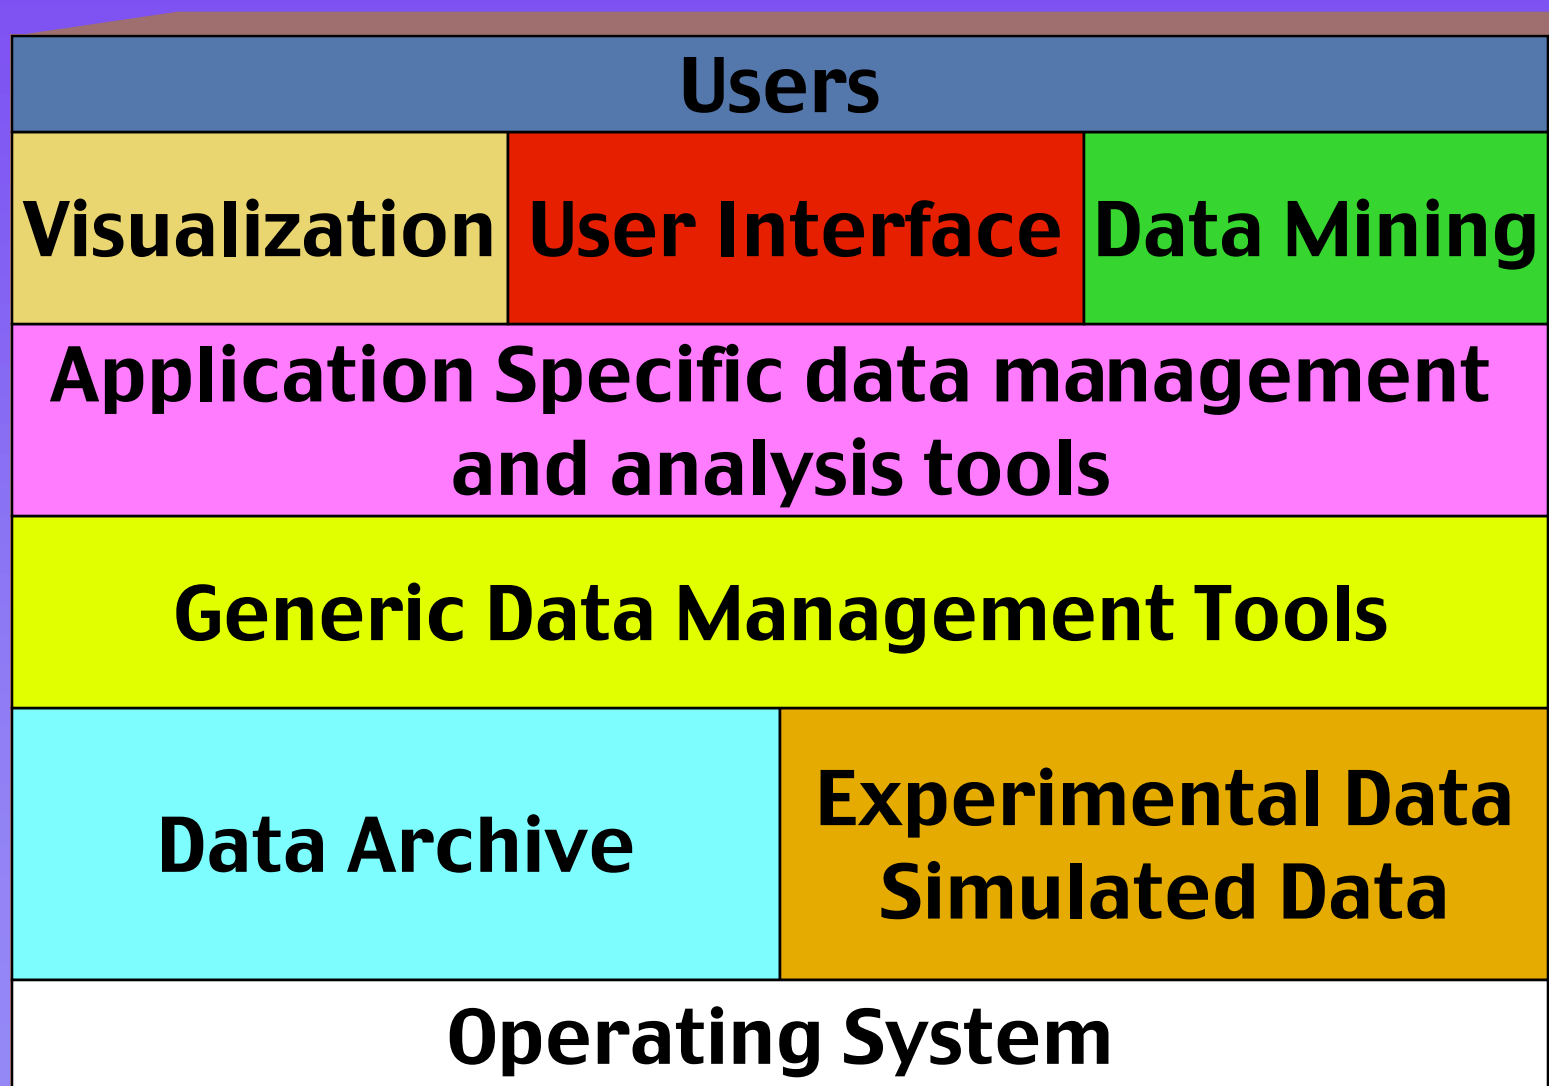 Users
Visualization
User Interface
Data Mining
Application Specific data management
and analysis tools
Generic Data Management Tools
Data Archive
Experimental Data
Simulated Data
Operating System